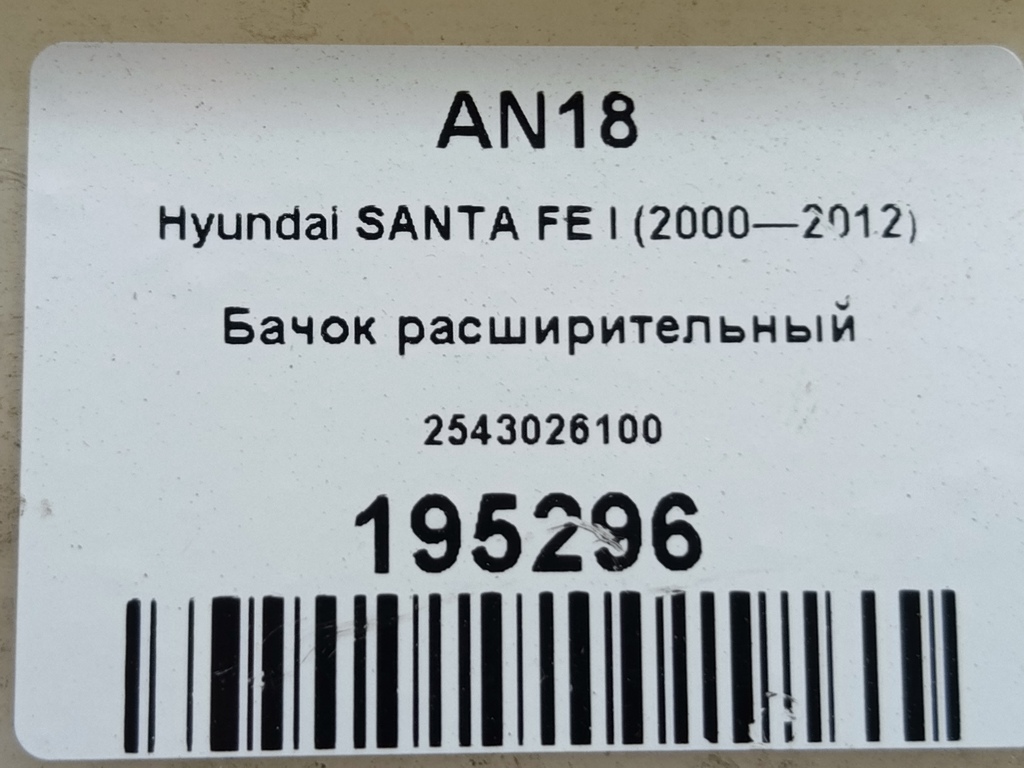 AN18
Hyundai SANTA FE I (2000—2012)
Бачок расширительный
2543026100
195296